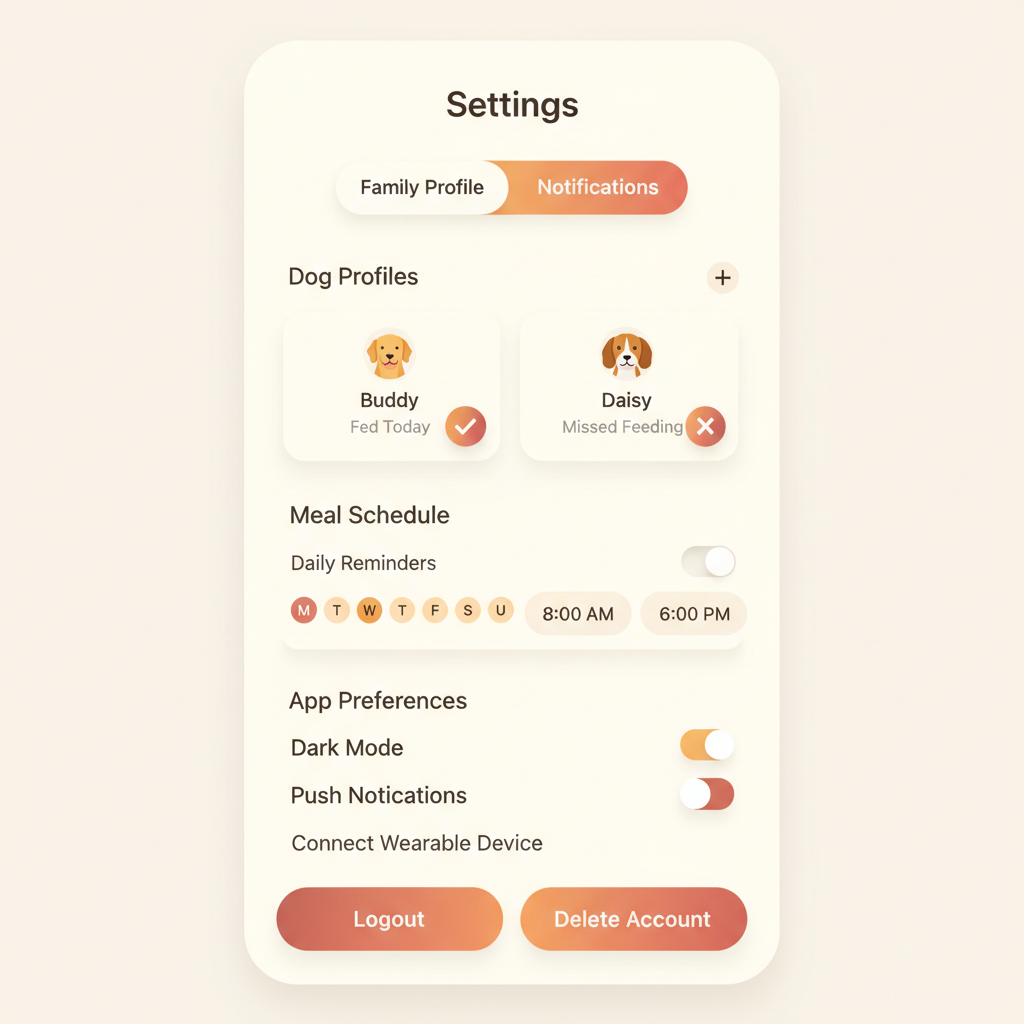 Settings
Family Profile Notifications
Dog Profiles +
Buddy Daisy
Fed Today Missed Feeding
Meal Schedule
Daily Reminders
M T W T F S U 8:00 AM 6:00 PM
App Preferences
Dark Mode
Push Notications
Connect Wearable Device
Logout Delete Account